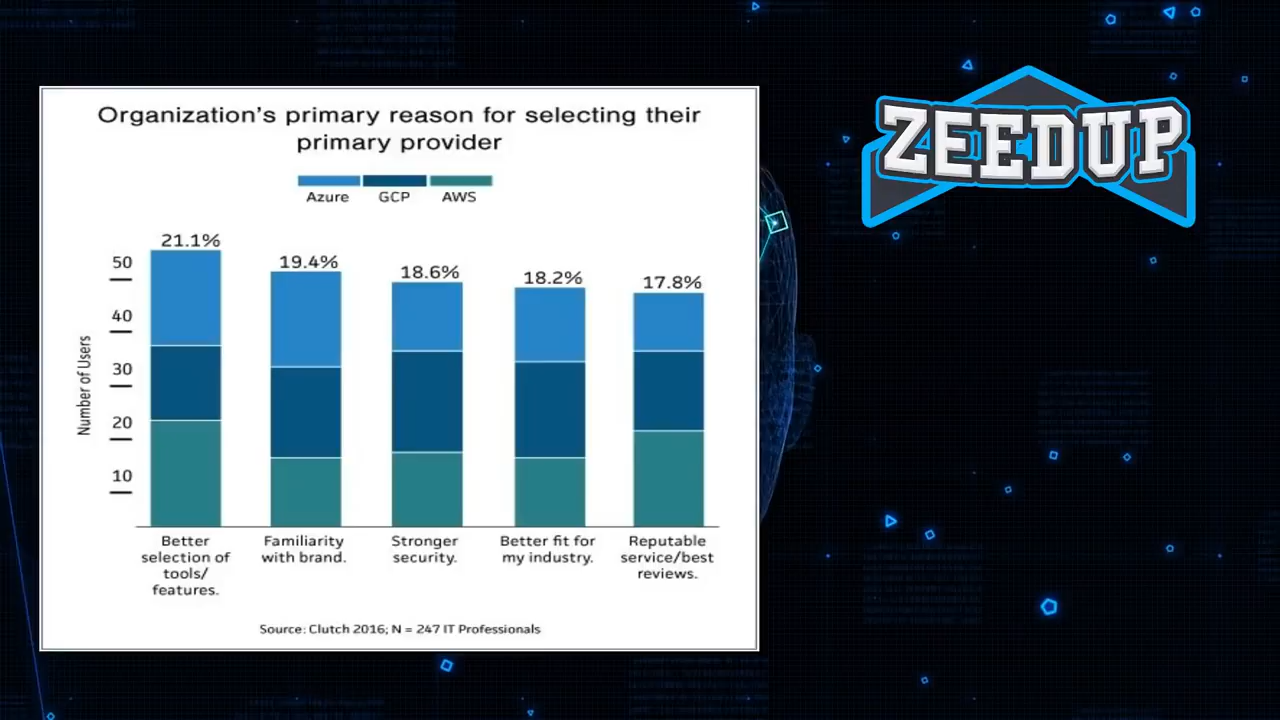 Organization's primary reason for selecting their
primary provider
Azure GCP AWS
Number of Users
50
40
30
20
10
21.1%
19.4%
18.6%
18.2%
17.8%
Better
selection of
tools/
features.
Familiarity
with brand.
Stronger
security.
Better fit for
my industry.
Reputable
service/best
reviews.
Source: Clutch 2016; N = 247 IT Professionals
ZEEDUP